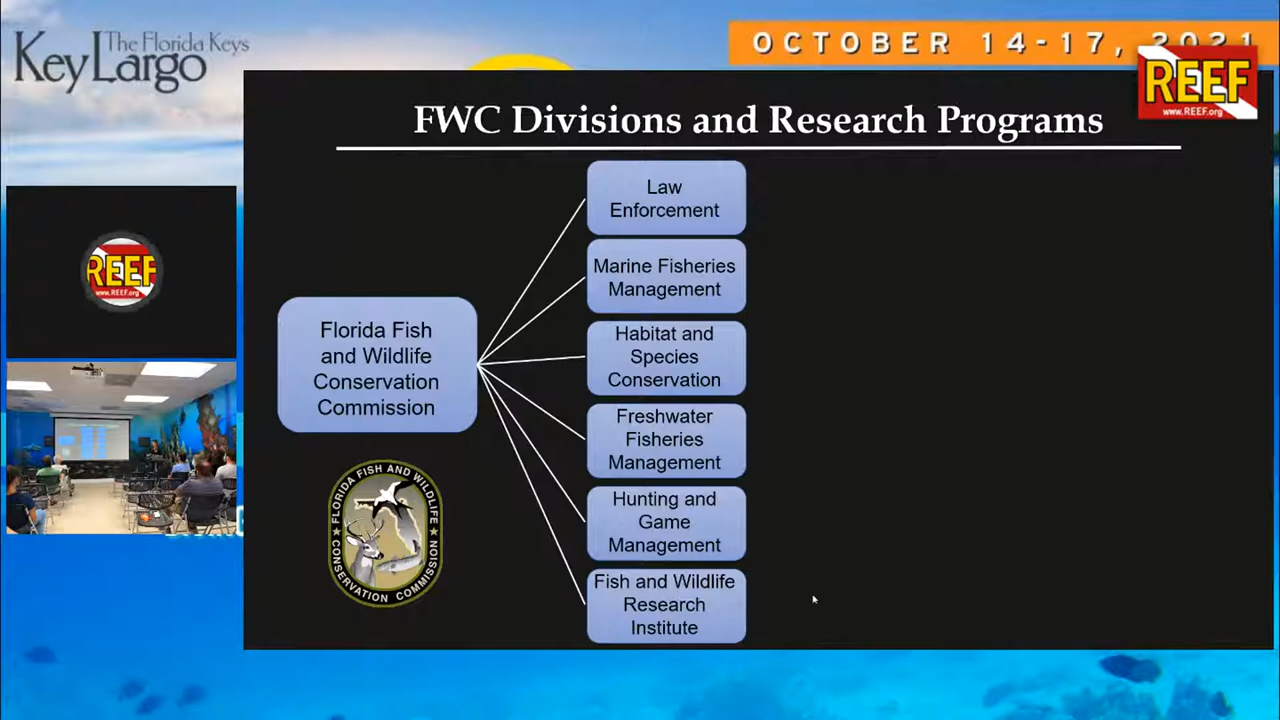 The Florida Keys
Key Largo
OCTOBER 14-17, 2021
REEF
www.REEF.org
FWC Divisions and Research Programs
REEF
www.REEF.org
Florida Fish
and Wildlife
Conservation
Commission
FLORIDA FISH AND WILDLIFE
CONSERVATION COMMISSION
Law
Enforcement
Marine Fisheries
Management
Habitat and
Species
Conservation
Freshwater
Fisheries
Management
Hunting and
Game
Management
Fish and Wildlife
Research
Institute